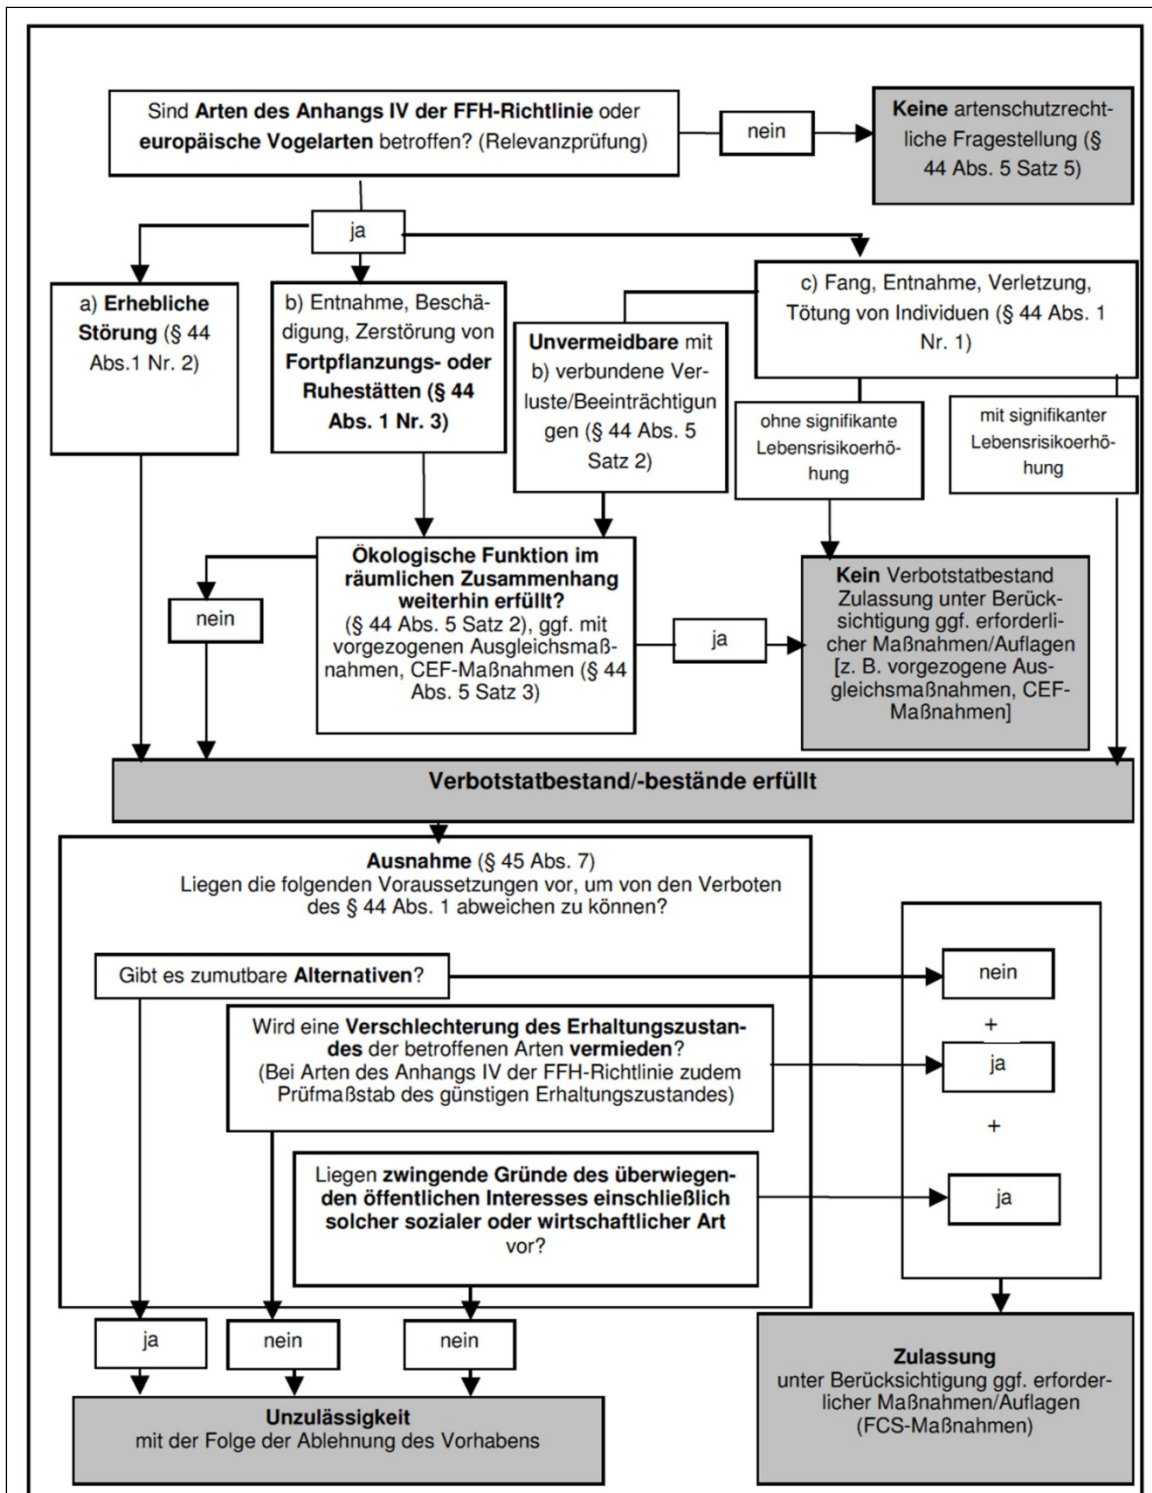 Sind Arten des Anhangs IV der FFH-Richtlinie oder
europäische Vogelarten betroffen? (Relevanzprüfung)
nein
Keine artenschutzrecht-
liche Fragestellung (§
44 Abs. 5 Satz 5)
ja
a) Erhebliche
Störung (§ 44
Abs.1 Nr. 2)
b) Entnahme, Beschä-
digung, Zerstörung von
Fortpflanzungs- oder
Ruhestätten (§ 44
Abs. 1 Nr. 3)
Unvermeidbare mit
b) verbundene Ver-
luste/Beeinträchtigun
gen (§ 44 Abs. 5
Satz 2)
c) Fang, Entnahme, Verletzung,
Tötung von Individuen (§ 44 Abs. 1
Nr. 1)
ohne signifikante
Lebensrisikoerhö-
hung
mit signifikanter
Lebensrisikoerhö-
hung
Ökologische Funktion im
räumlichen Zusammenhang
weiterhin erfüllt?
(§ 44 Abs. 5 Satz 2), ggf. mit
vorgezogenen Ausgleichsmaß-
nahmen, CEF-Maßnahmen (§ 44
Abs. 5 Satz 3)
nein
ja
Kein Verbotstatbestand
Zulassung unter Berück-
sichtigung ggf. erforderli-
cher Maßnahmen/Auflagen
[z. B. vorgezogene Aus-
gleichsmaßnahmen, CEF-
Maßnahmen]
Verbotstatbestand/-bestände erfüllt
Ausnahme (§ 45 Abs. 7)
Liegen die folgenden Voraussetzungen vor, um von den Verboten
des § 44 Abs. 1 abweichen zu können?
Gibt es zumutbare Alternativen?
nein
+
Wird eine Verschlechterung des Erhaltungszustan-
des der betroffenen Arten vermieden?
(Bei Arten des Anhangs IV der FFH-Richtlinie zudem
Prüfmaßstab des günstigen Erhaltungszustandes)
ja
+
Liegen zwingende Gründe des überwiegen-
den öffentlichen Interesses einschließlich
solcher sozialer oder wirtschaftlicher Art
vor?
ja
ja
nein
nein
Unzulässigkeit
mit der Folge der Ablehnung des Vorhabens
Zulassung
unter Berücksichtigung ggf. erforder-
licher Maßnahmen/Auflagen
(FCS-Maßnahmen)